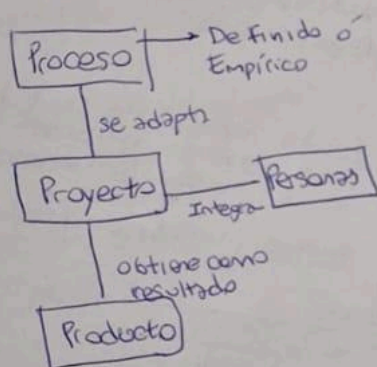 Proceso
Definido ó
Empírico
se adapta
Proyecto
Integra
Personas
obtiene como
resultado
Producto